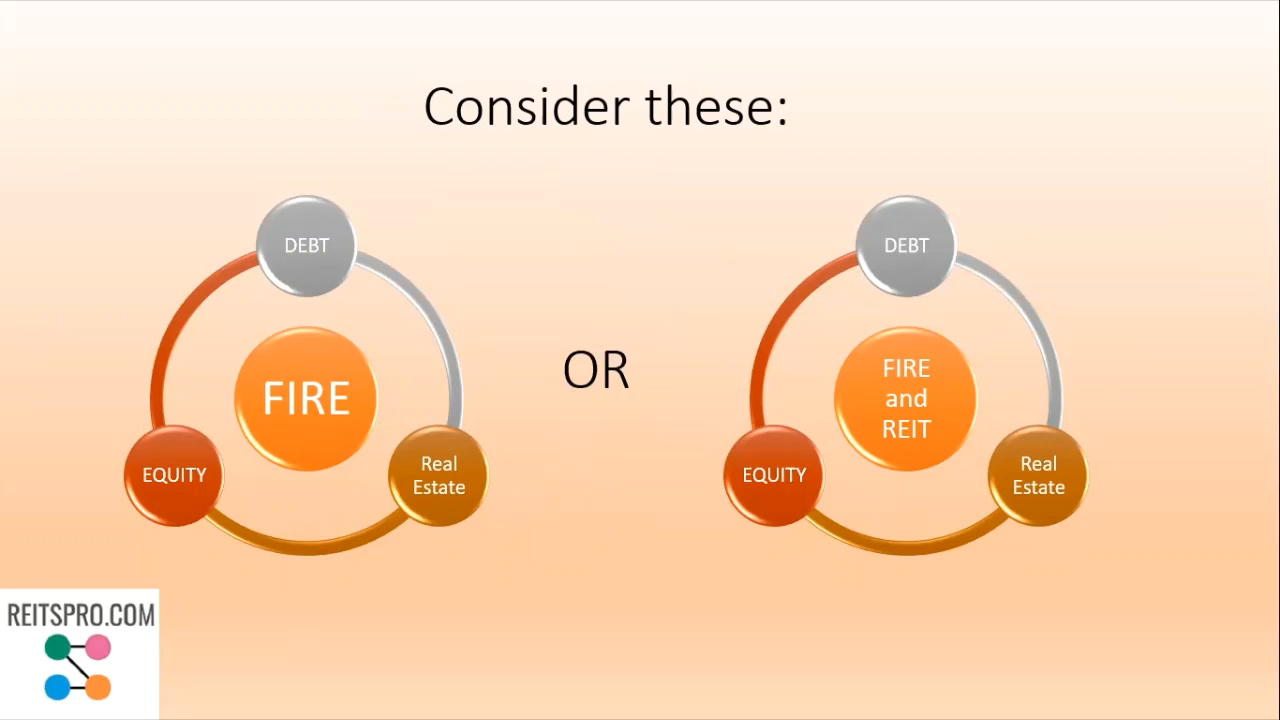 Consider these:
DEBT
FIRE
EQUITY
Real
Estate
OR
DEBT
FIRE
and
REIT
EQUITY
Real
Estate
REITSPRO.COM